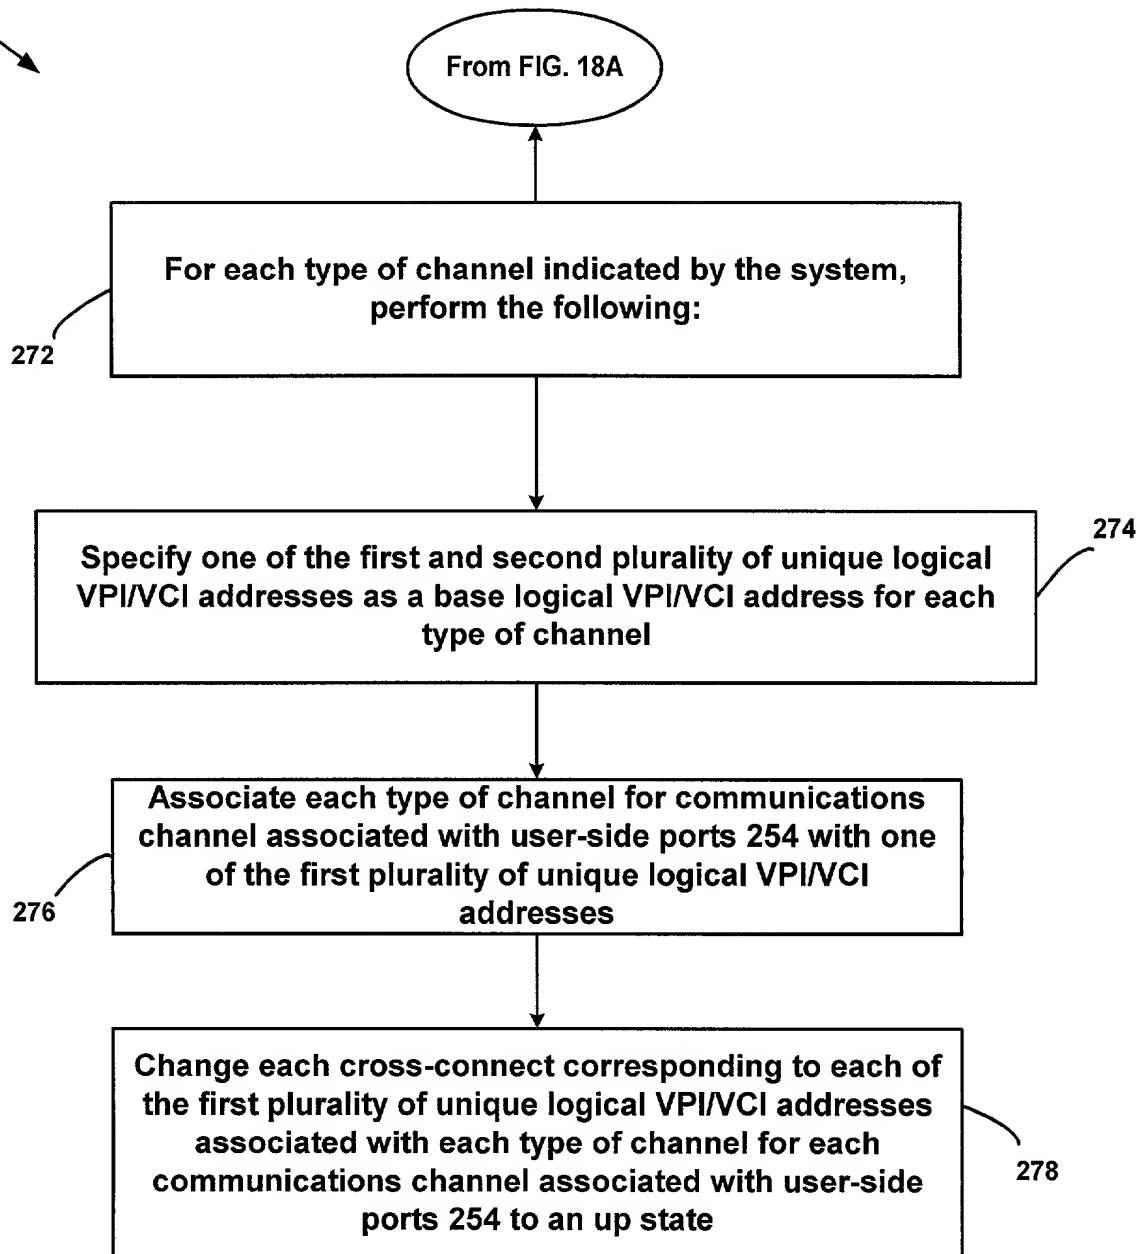 From FIG. 18A
For each type of channel indicated by the system,
perform the following:
272
274
Specify one of the first and second plurality of unique logical
VPI/VCI addresses as a base logical VPI/VCI address for each
type of channel
Associate each type of channel for communications
channel associated with user-side ports 254 with one
of the first plurality of unique logical VPI/VCI
addresses
276
Change each cross-connect corresponding to each of
the first plurality of unique logical VPI/VCI addresses
associated with each type of channel for each
communications channel associated with user-side
ports 254 to an up state
278